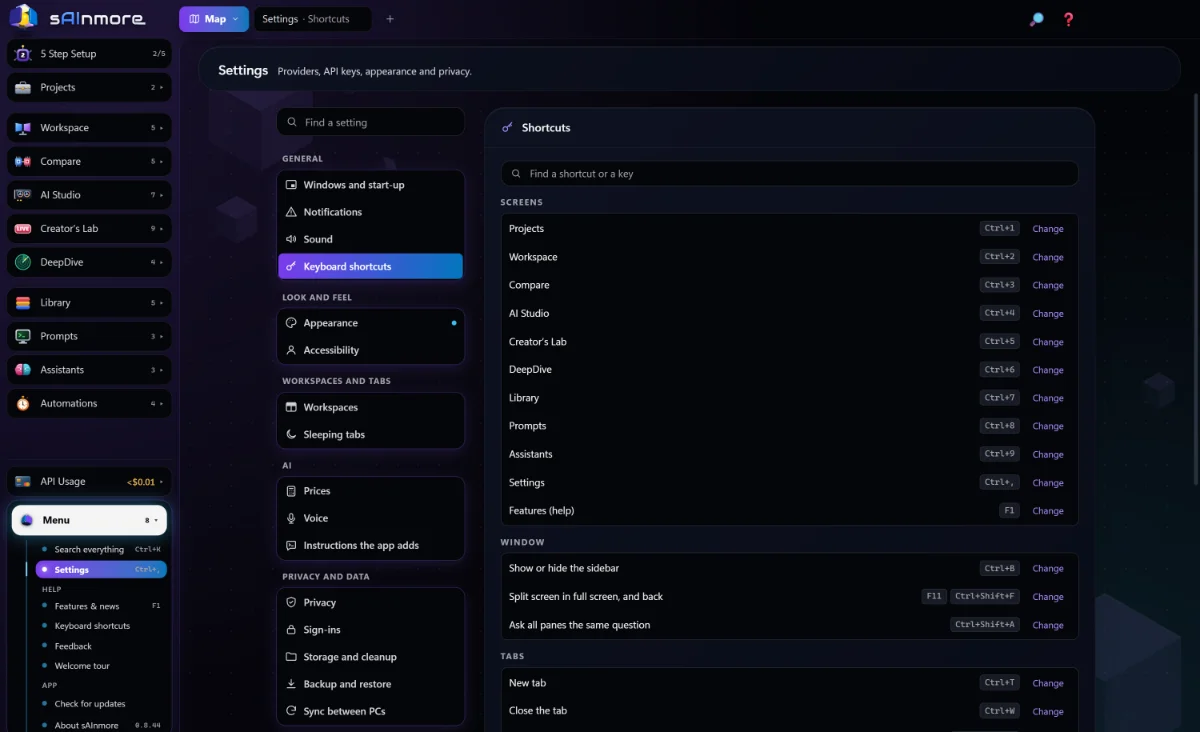 sAInmore
Map
Settings · Shortcuts
5 Step Setup 2/5
Projects 2
Workspace 5
Compare 5
AI Studio 7
Creator's Lab 9
DeepDive 4
Library 5
Prompts 3
Assistants 3
Automations 4
API Usage <$0.01
Menu 8
Search everything Ctrl+K
Settings Ctrl+,
HELP
Features & news F1
Keyboard shortcuts
Feedback
Welcome tour
APP
Check for updates
About sAInmore 0.8.44
Settings Providers, API keys, appearance and privacy.
Find a setting
GENERAL
Windows and start-up
Notifications
Sound
Keyboard shortcuts
LOOK AND FEEL
Appearance
Accessibility
WORKSPACES AND TABS
Workspaces
Sleeping tabs
AI
Prices
Voice
Instructions the app adds
PRIVACY AND DATA
Privacy
Sign-ins
Storage and cleanup
Backup and restore
Sync between PCs
Shortcuts
Find a shortcut or a key
SCREENS
Projects Ctrl+1 Change
Workspace Ctrl+2 Change
Compare Ctrl+3 Change
AI Studio Ctrl+4 Change
Creator's Lab Ctrl+5 Change
DeepDive Ctrl+6 Change
Library Ctrl+7 Change
Prompts Ctrl+8 Change
Assistants Ctrl+9 Change
Settings Ctrl+, Change
Features (help) F1 Change
WINDOW
Show or hide the sidebar Ctrl+B Change
Split screen in full screen, and back F11 Ctrl+Shift+F Change
Ask all panes the same question Ctrl+Shift+A Change
TABS
New tab Ctrl+T Change
Close the tab Ctrl+W Change